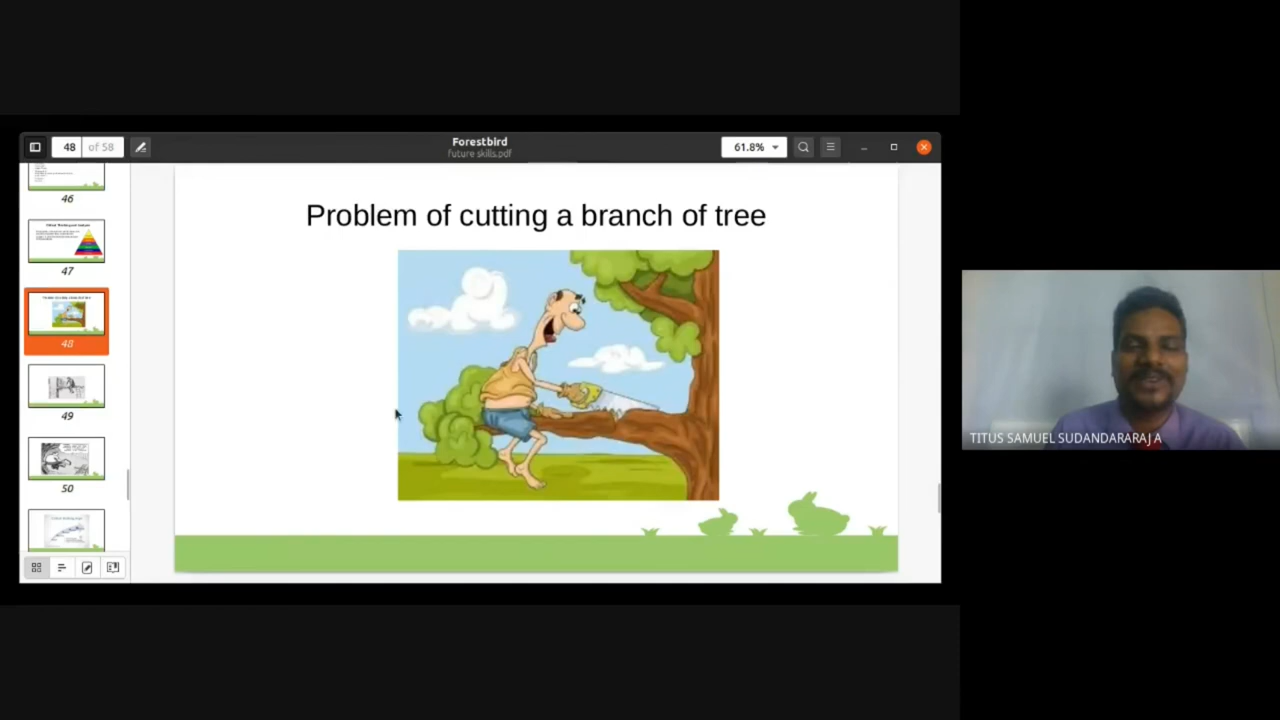 48 of 58
Forestbird
future skills.pdf
61.8%
46
47
48
49
50
Problem of cutting a branch of tree
TITUS SAMUEL SUDANDARARAJ A